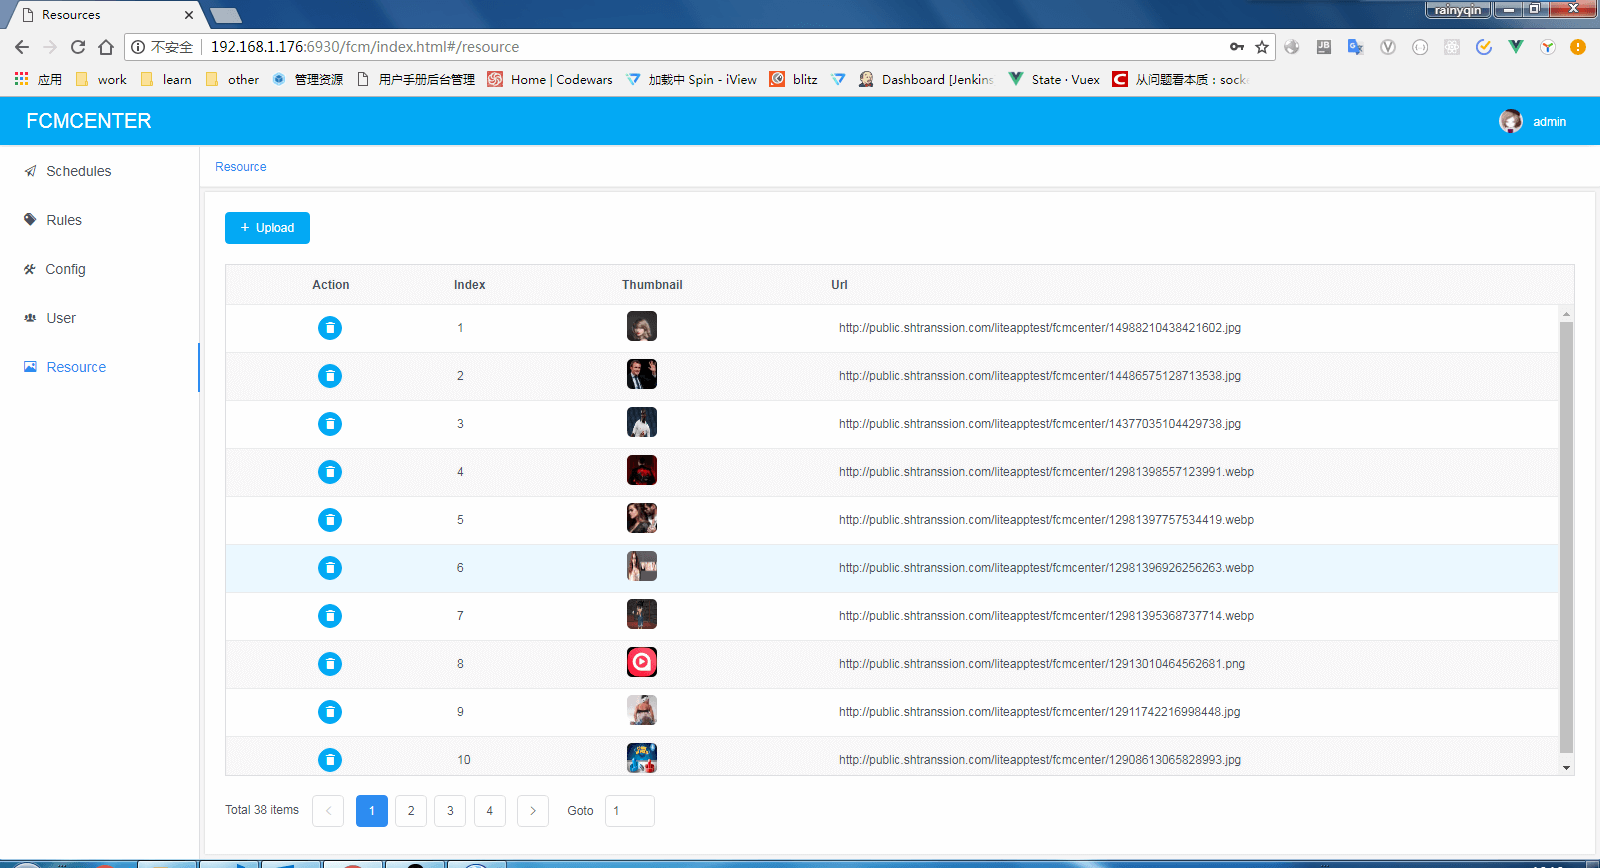 Resources
rainyqin
不安全 192.168.1.176:6930/fcm/index.html#/resource
应用 work learn other 管理资源 用户手册后台管理 Home | Codewars 加载中 Spin - iView blitz Dashboard [Jenkins State · Vuex 从问题看本质：socke
FCMCENTER
admin
Schedules
Rules
Config
User
Resource
Resource
+ Upload
Action Index Thumbnail Url
1 http://public.shtranssion.com/liteapptest/fcmcenter/14988210438421602.jpg
2 http://public.shtranssion.com/liteapptest/fcmcenter/14486575128713538.jpg
3 http://public.shtranssion.com/liteapptest/fcmcenter/14377035104429738.jpg
4 http://public.shtranssion.com/liteapptest/fcmcenter/12981398557123991.webp
5 http://public.shtranssion.com/liteapptest/fcmcenter/12981397757534419.webp
6 http://public.shtranssion.com/liteapptest/fcmcenter/12981396926256263.webp
7 http://public.shtranssion.com/liteapptest/fcmcenter/12981395368737714.webp
8 http://public.shtranssion.com/liteapptest/fcmcenter/12913010464562681.png
9 http://public.shtranssion.com/liteapptest/fcmcenter/12911742216998448.jpg
10 http://public.shtranssion.com/liteapptest/fcmcenter/12908613065828993.jpg
Total 38 items < 1 2 3 4 > Goto 1